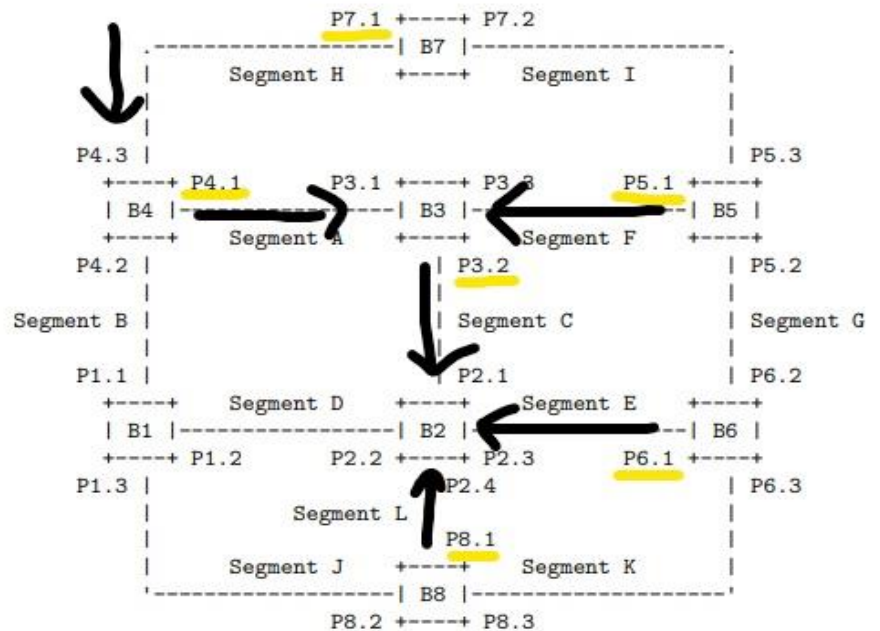 P7.1 +-----+ P7.2
.----------------------| B7 |-----------------------.
| Segment H +-----+ Segment I |
P4.3 | | P5.3
+-----+ P4.1 P3.1 +-----+ P3.3 P5.1 +-----+
| B4 |--------------------| B3 |--------------------| B5 |
+-----+ Segment A +-----+ Segment F +-----+
P4.2 | | P3.2 | P5.2
Segment B | | Segment C | Segment G
P1.1 | | P2.1 | P6.2
+-----+ Segment D +-----+ Segment E +-----+
| B1 |--------------------| B2 |--------------------| B6 |
+-----+ P1.2 P2.2 +-----+ P2.3 P6.1 +-----+
P1.3 | P2.4 | P6.3
Segment L
P8.1
| Segment J +-----+ Segment K |
'----------------------| B8 |-----------------------'
P8.2 +-----+ P8.3